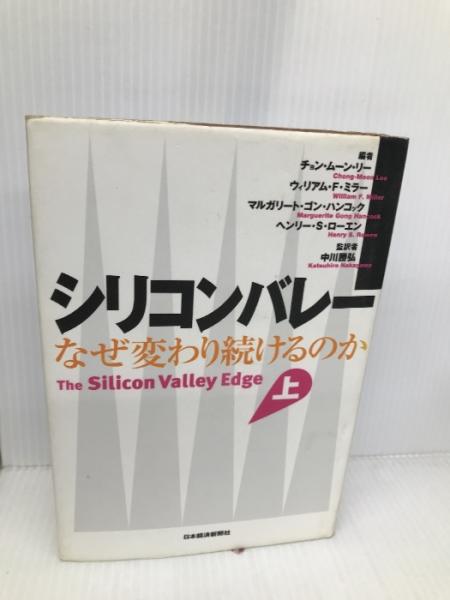 編者
チョン・ムーン・リー
Chong-Moon Lee
ウィリアム・F・ミラー
William F. Miller
マルガリート・ゴン・ハンコック
Marguerite Gong Hancock
ヘンリー・S・ローエン
Henry S. Rowen
監訳者
中川勝弘
Katsuhiro Nakagawa
シリコンバレー
なぜ変わり続けるのか
The Silicon Valley Edge
上
日本経済新聞社